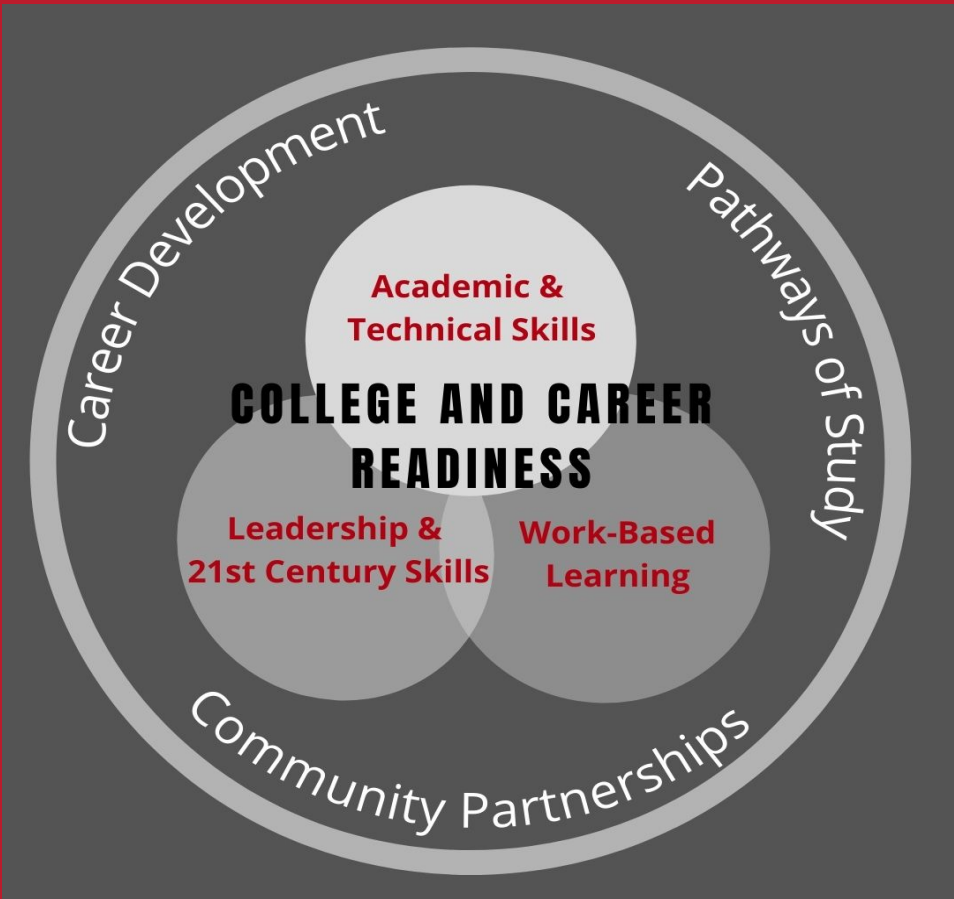 Career Development
Pathways of Study
Academic &
Technical Skills
COLLEGE AND CAREER
READINESS
Leadership &
21st Century Skills
Work-Based
Learning
Community Partnerships